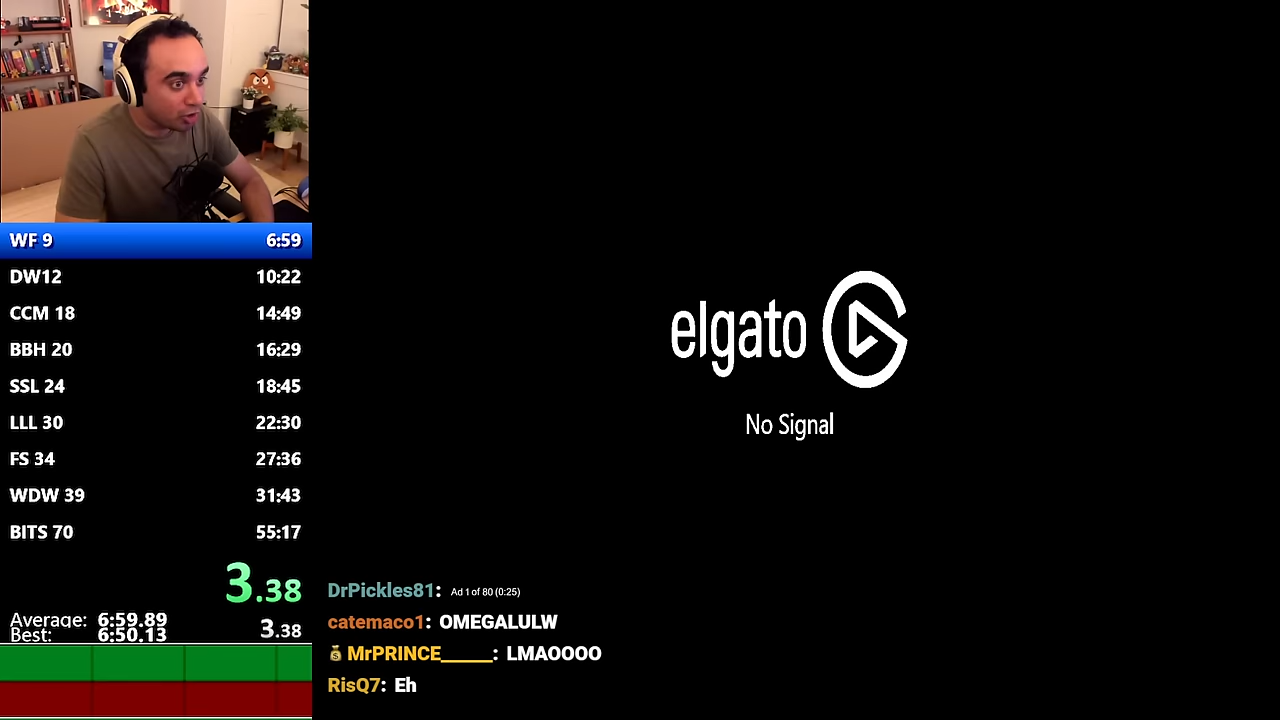 WF 9 6:59
DW12 10:22
CCM 18 14:49
BBH 20 16:29
SSL 24 18:45
LLL 30 22:30
FS 34 27:36
WDW 39 31:43
BITS 70 55:17
3.38
Average: 6:59.89
Best: 6:50.13 3.38
elgato
No Signal
DrPickles81: Ad 1 of 80 (0:25)
catemaco1: OMEGALULW
MrPRINCE_____: LMAOOOO
RisQ7: Eh